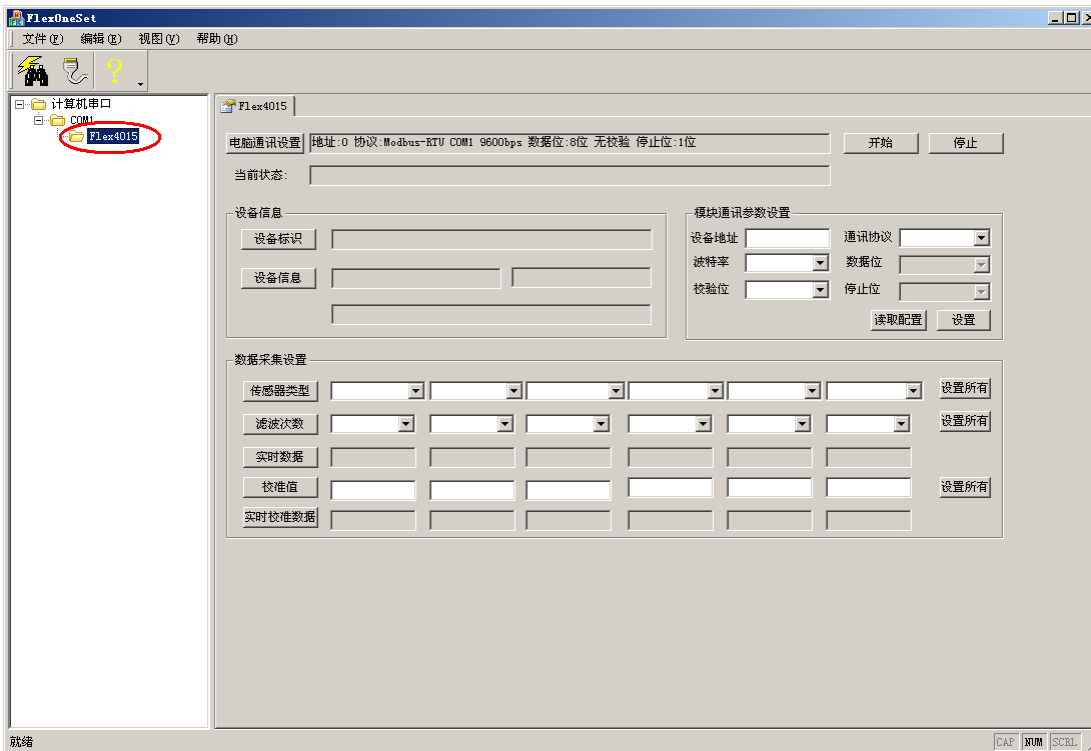 FlexOneSet
文件(F) 编辑(E) 视图(V) 帮助(H)
计算机串口
COM1
Flex4015
Flex4015
电脑通讯设置 地址:0 协议:Modbus-RTU COM1 9600bps 数据位:8位 无校验 停止位:1位 开始 停止
当前状态:
设备信息
设备标识
设备信息
模块通讯参数设置
设备地址 通讯协议
波特率 数据位
校验位 停止位
读取配置 设置
数据采集设置
传感器类型 设置所有
滤波次数 设置所有
实时数据
校准值 设置所有
实时校准数据
就绪 CAP NUM SCRL